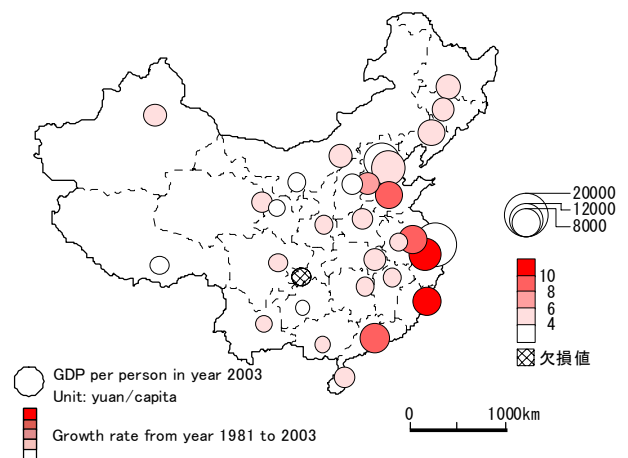 20000
12000
8000
10
8
6
4
欠損値
GDP per person in year 2003
Unit: yuan/capita
Growth rate from year 1981 to 2003
0 1000km